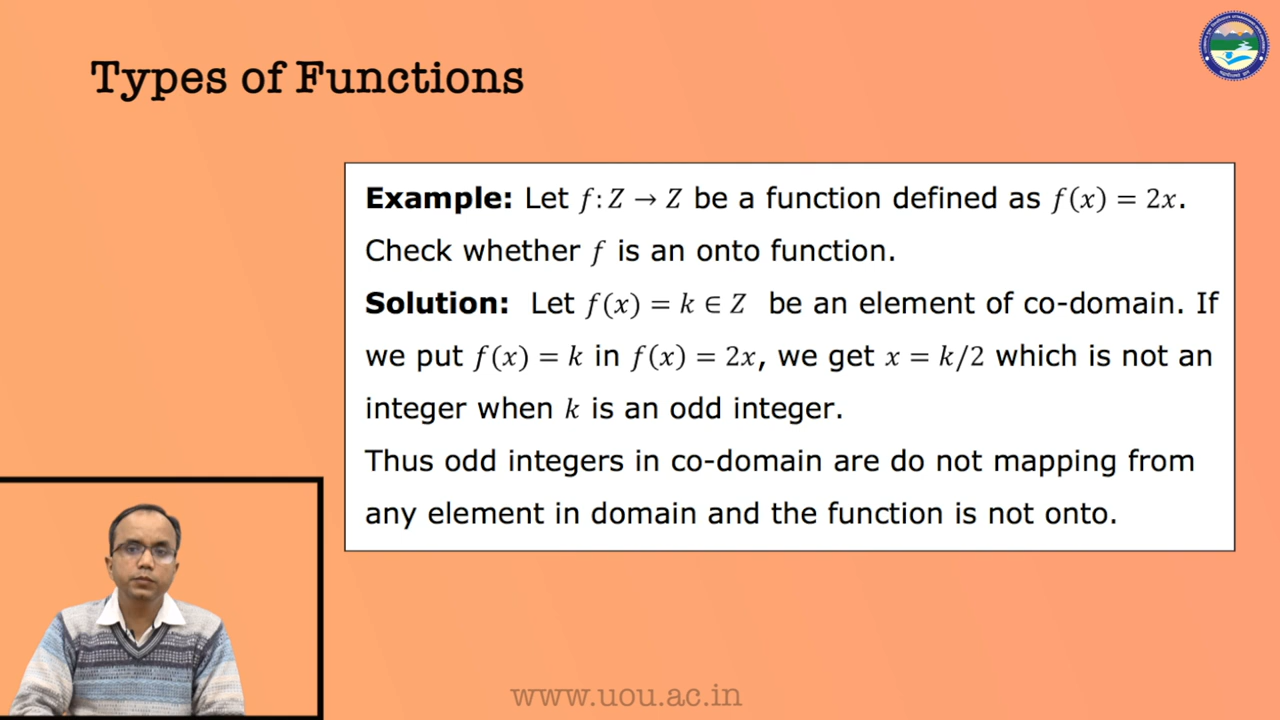 Types of Functions
Example: Let f: Z → Z be a function defined as f(x) = 2x.
Check whether f is an onto function.
Solution: Let f(x) = k ∈ Z be an element of co-domain. If
we put f(x) = k in f(x) = 2x, we get x = k/2 which is not an
integer when k is an odd integer.
Thus odd integers in co-domain are do not mapping from
any element in domain and the function is not onto.
www.uou.ac.in